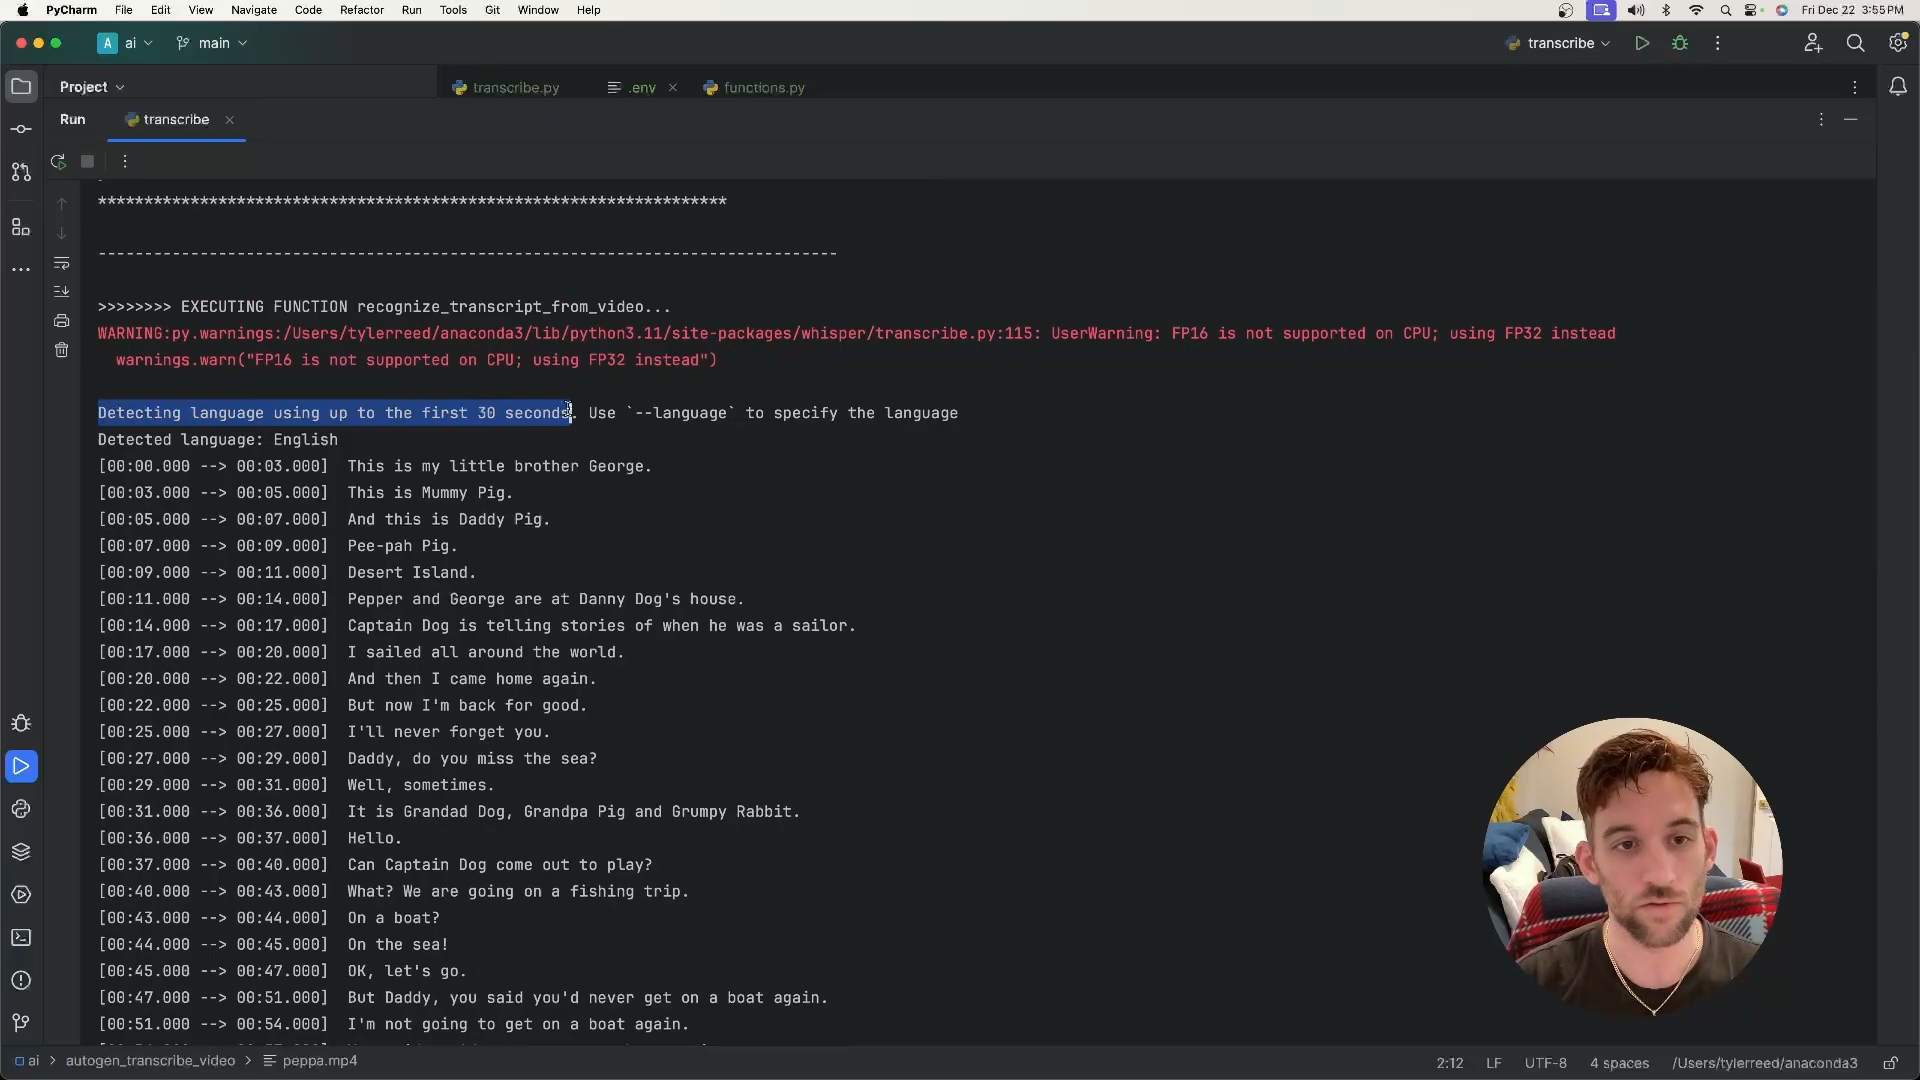 PyCharm File Edit View Navigate Code Refactor Run Tools Git Window Help Fri Dec 22 3:55PM
A ai main transcribe
Project transcribe.py .env functions.py
Run transcribe
********************************************************************
--------------------------------------------------------------------------------
>>>>>>>> EXECUTING FUNCTION recognize_transcript_from_video...
WARNING:py.warnings:/Users/tylerreed/anaconda3/lib/python3.11/site-packages/whisper/transcribe.py:115: UserWarning: FP16 is not supported on CPU; using FP32 instead
warnings.warn("FP16 is not supported on CPU; using FP32 instead")
Detecting language using up to the first 30 seconds. Use `--language` to specify the language
Detected language: English
[00:00.000 --> 00:03.000] This is my little brother George.
[00:03.000 --> 00:05.000] This is Mummy Pig.
[00:05.000 --> 00:07.000] And this is Daddy Pig.
[00:07.000 --> 00:09.000] Pee-pah Pig.
[00:09.000 --> 00:11.000] Desert Island.
[00:11.000 --> 00:14.000] Pepper and George are at Danny Dog's house.
[00:14.000 --> 00:17.000] Captain Dog is telling stories of when he was a sailor.
[00:17.000 --> 00:20.000] I sailed all around the world.
[00:20.000 --> 00:22.000] And then I came home again.
[00:22.000 --> 00:25.000] But now I'm back for good.
[00:25.000 --> 00:27.000] I'll never forget you.
[00:27.000 --> 00:29.000] Daddy, do you miss the sea?
[00:29.000 --> 00:31.000] Well, sometimes.
[00:31.000 --> 00:36.000] It is Grandad Dog, Grandpa Pig and Grumpy Rabbit.
[00:36.000 --> 00:37.000] Hello.
[00:37.000 --> 00:40.000] Can Captain Dog come out to play?
[00:40.000 --> 00:43.000] What? We are going on a fishing trip.
[00:43.000 --> 00:44.000] On a boat?
[00:44.000 --> 00:45.000] On the sea!
[00:45.000 --> 00:47.000] OK, let's go.
[00:47.000 --> 00:51.000] But Daddy, you said you'd never get on a boat again.
[00:51.000 --> 00:54.000] I'm not going to get on a boat again.
ai > autogen_transcribe_video > peppa.mp4 2:12 LF UTF-8 4 spaces /Users/tylerreed/anaconda3